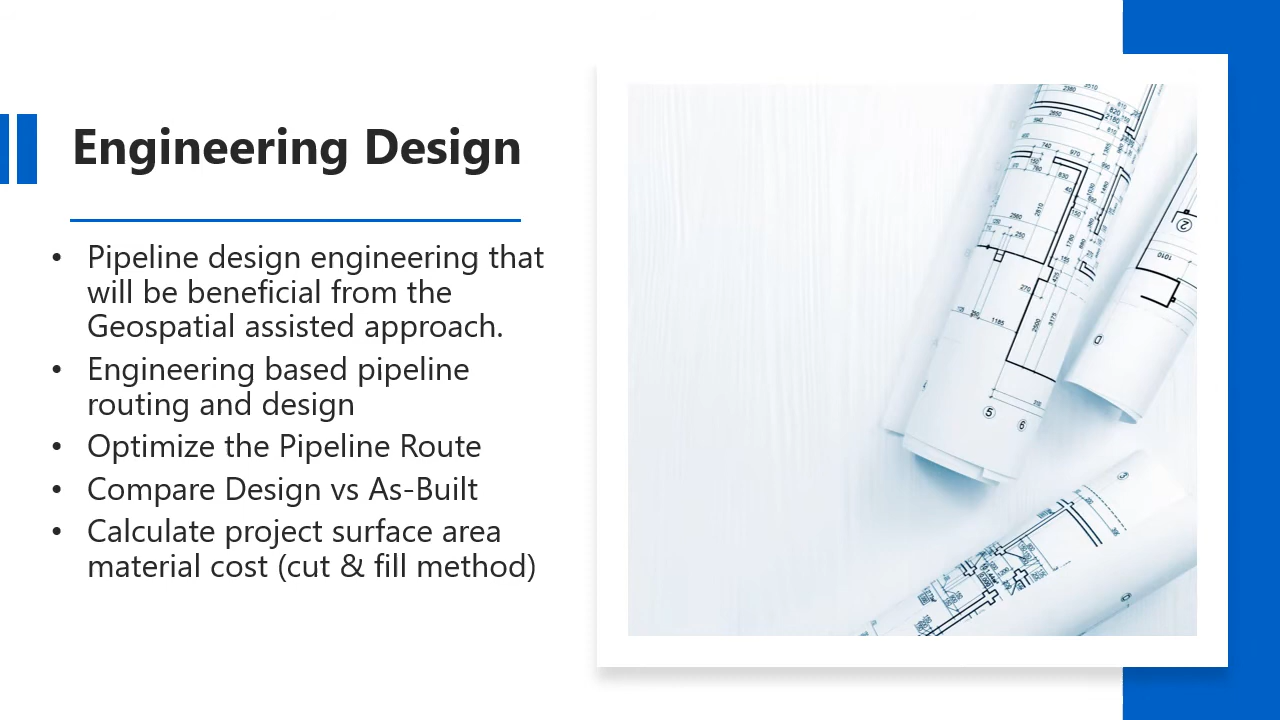 Engineering Design
• Pipeline design engineering that
will be beneficial from the
Geospatial assisted approach.
• Engineering based pipeline
routing and design
• Optimize the Pipeline Route
• Compare Design vs As-Built
• Calculate project surface area
material cost (cut & fill method)